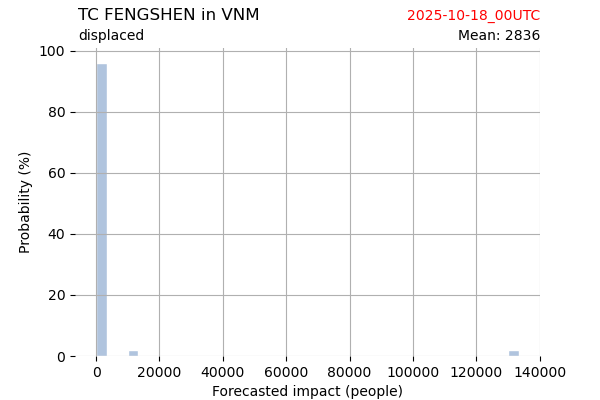 TC FENGSHEN in VNM
2025-10-18_00UTC
displaced
Mean: 2836
100
80
60
40
20
0
Probability (%)
0 20000 40000 60000 80000 100000 120000 140000
Forecasted impact (people)